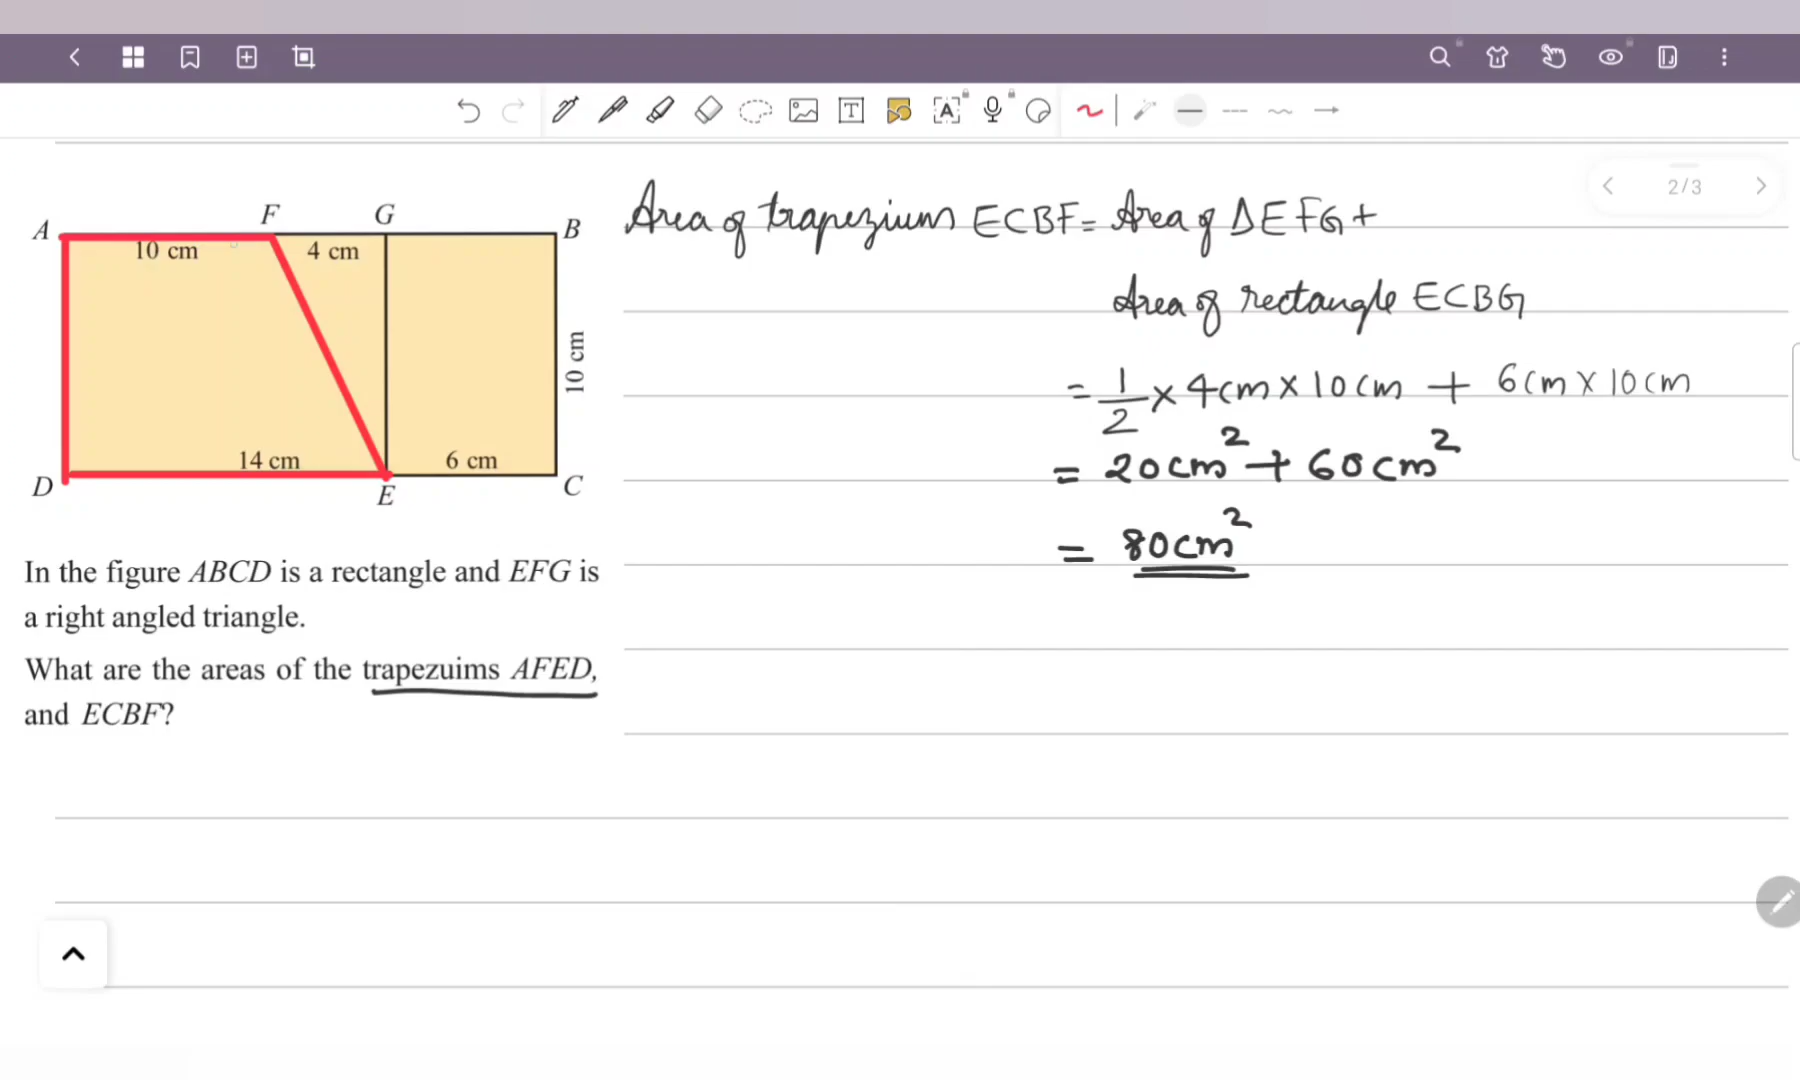 2/3
A F G B
10 cm 4 cm
10 cm
14 cm 6 cm
D E C
In the figure ABCD is a rectangle and EFG is
a right angled triangle.
What are the areas of the trapezuims AFED,
and ECBF?
Area of trapezium ECBF = Area of ΔEFG +
Area of rectangle ECBG
= 1/2 × 4cm × 10cm + 6cm × 10cm
= 20cm² + 60cm²
= 80cm²